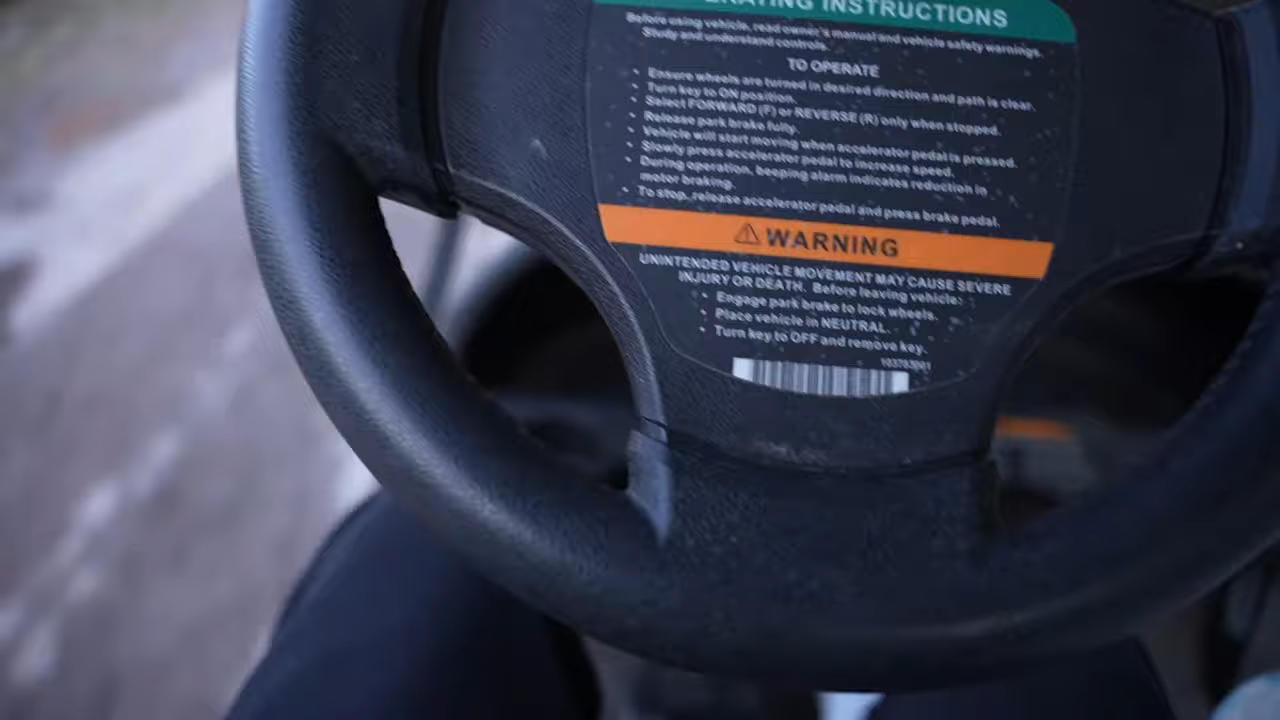 ERATING INSTRUCTIONS
Before using vehicle, read owner's manual and vehicle safety warnings.
Study and understand controls.
TO OPERATE
• Ensure wheels are turned in desired direction and path is clear.
• Turn key to ON position.
• Select FORWARD (F) or REVERSE (R) only when stopped.
• Release park brake fully.
• Vehicle will start moving when accelerator pedal is pressed.
• Slowly press accelerator pedal to increase speed.
• During operation, beeping alarm indicates reduction in
motor braking.
• To stop, release accelerator pedal and press brake pedal.
⚠WARNING
UNINTENDED VEHICLE MOVEMENT MAY CAUSE SEVERE
INJURY OR DEATH. Before leaving vehicle:
• Engage park brake to lock wheels.
• Place vehicle in NEUTRAL.
• Turn key to OFF and remove key.